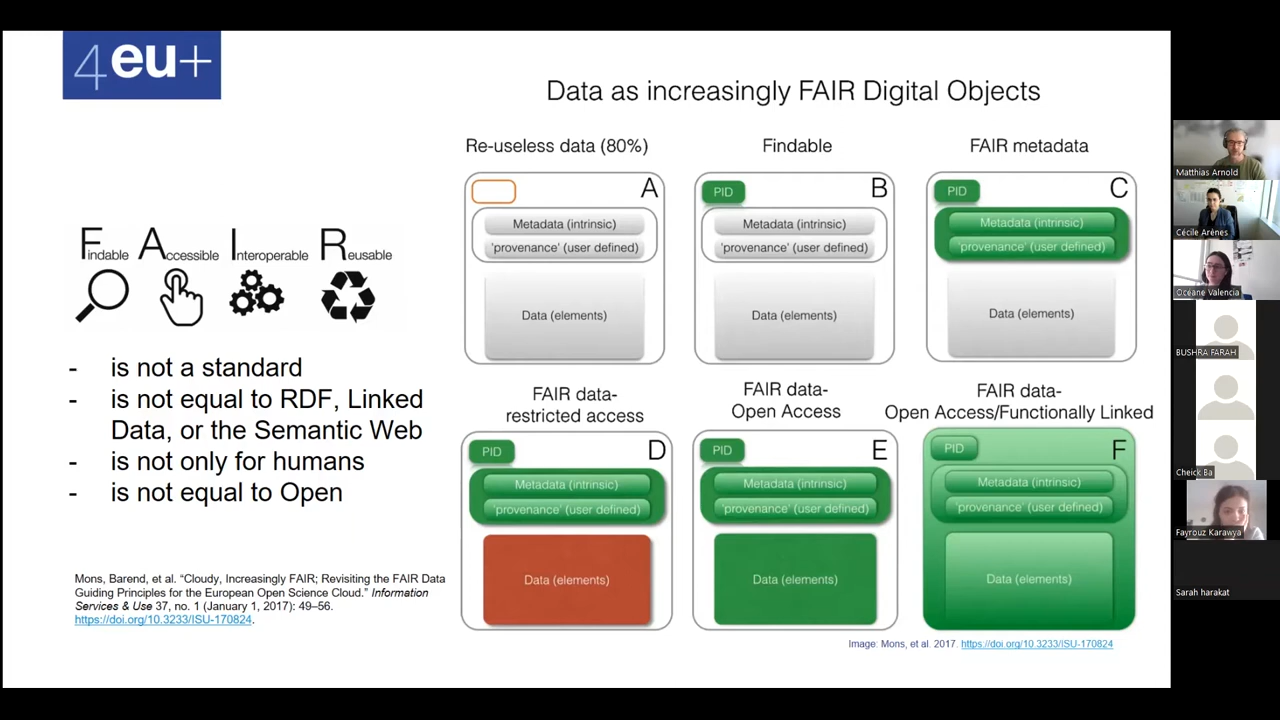 4eu+
Data as increasingly FAIR Digital Objects
Findable Accessible Interoperable Reusable
- is not a standard
- is not equal to RDF, Linked
Data, or the Semantic Web
- is not only for humans
- is not equal to Open
Mons, Barend, et al. “Cloudy, Increasingly FAIR; Revisiting the FAIR Data
Guiding Principles for the European Open Science Cloud.” Information
Services & Use 37, no. 1 (January 1, 2017): 49–56.
https://doi.org/10.3233/ISU-170824.
Re-useless data (80%)
A
Metadata (intrinsic)
'provenance' (user defined)
Data (elements)
Findable
PID
B
Metadata (intrinsic)
'provenance' (user defined)
Data (elements)
FAIR metadata
PID
C
Metadata (intrinsic)
'provenance' (user defined)
Data (elements)
FAIR data-
restricted access
PID
D
Metadata (intrinsic)
'provenance' (user defined)
Data (elements)
FAIR data-
Open Access
PID
E
Metadata (intrinsic)
'provenance' (user defined)
Data (elements)
FAIR data-
Open Access/Functionally Linked
PID
F
Metadata (intrinsic)
'provenance' (user defined)
Data (elements)
Image: Mons, et al. 2017. https://doi.org/10.3233/ISU-170824
Matthias Arnold
Cécile Arènes
Océane Valencia
BUSHRA FARAH
Cheick Ba
Fayrouz Karawya
Sarah harakat